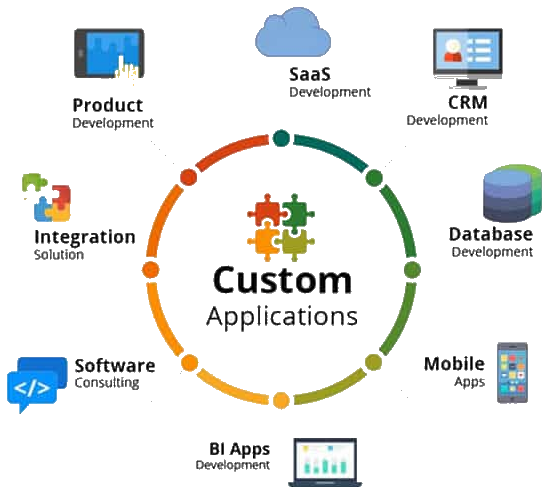 SaaS
Development
Product
Development
CRM
Development
Integration
Solution
Database
Development
Custom
Applications
Software
Consulting
</>
Mobile
Apps
BI Apps
Development